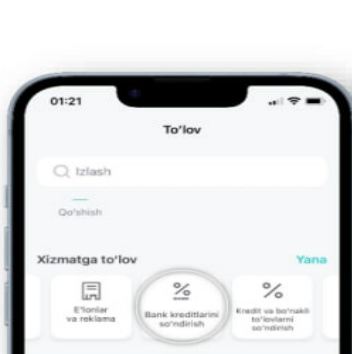 01:21
To'lov
Izlash
Qo'shish
Xizmatga to'lov
Yana
E'lonlar
va reklama
Bank kreditlarini
so'ndirish
Kredit va bo'nakli
to'lovlarni
so'ndirish